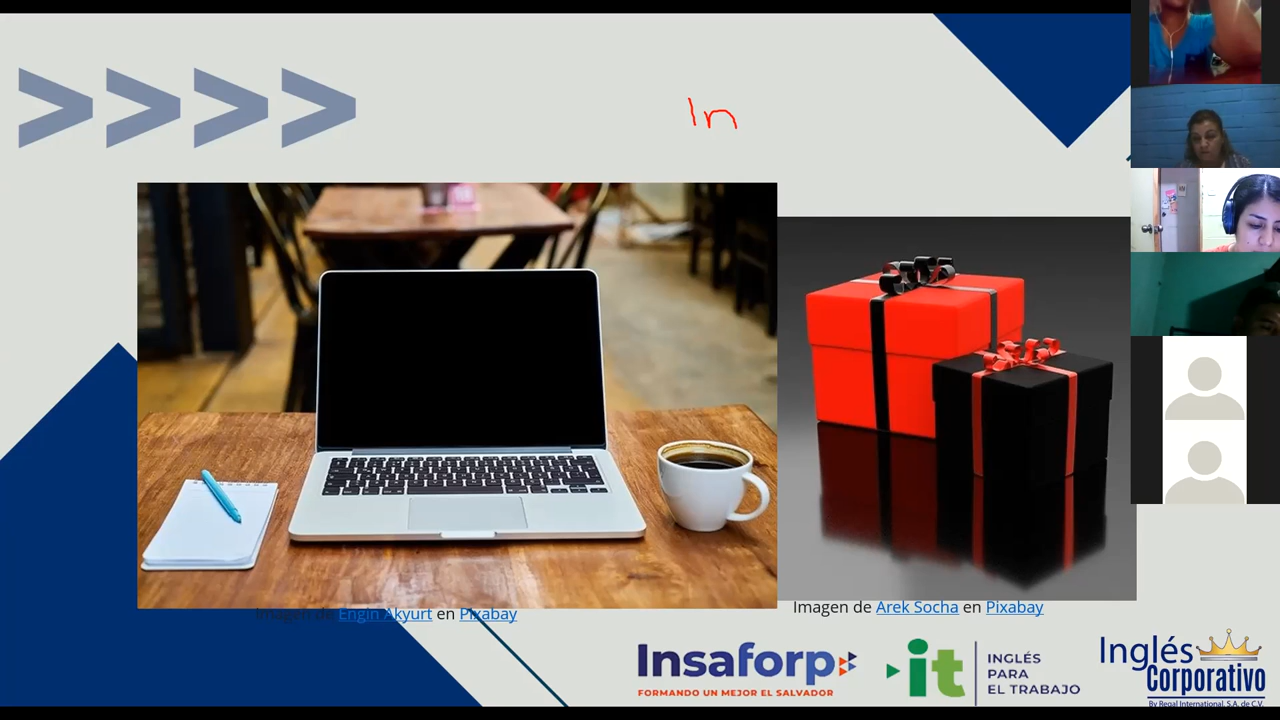 >>>>
In
Imagen de Engin Akyurt en Pixabay
Imagen de Arek Socha en Pixabay
Insaforp
FORMANDO UN MEJOR EL SALVADOR
it
INGLÉS
PARA
EL TRABAJO
Inglés
Corporativo
By Regal International, S.A. de C.V.